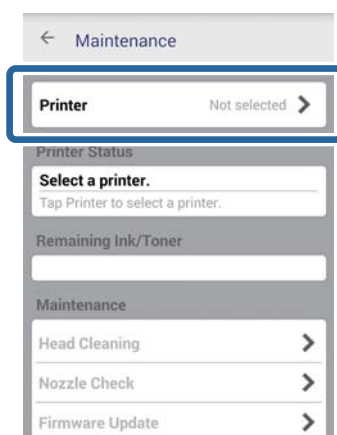 Maintenance
Printer Not selected
Printer Status
Select a printer.
Tap Printer to select a printer.
Remaining Ink/Toner
Maintenance
Head Cleaning
Nozzle Check
Firmware Update